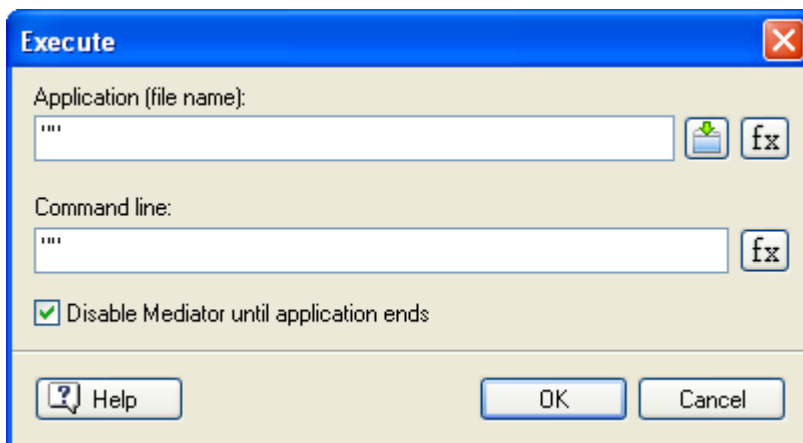 Execute
Application (file name):
""
fx
Command line:
""
fx
Disable Mediator until application ends
Help
OK
Cancel